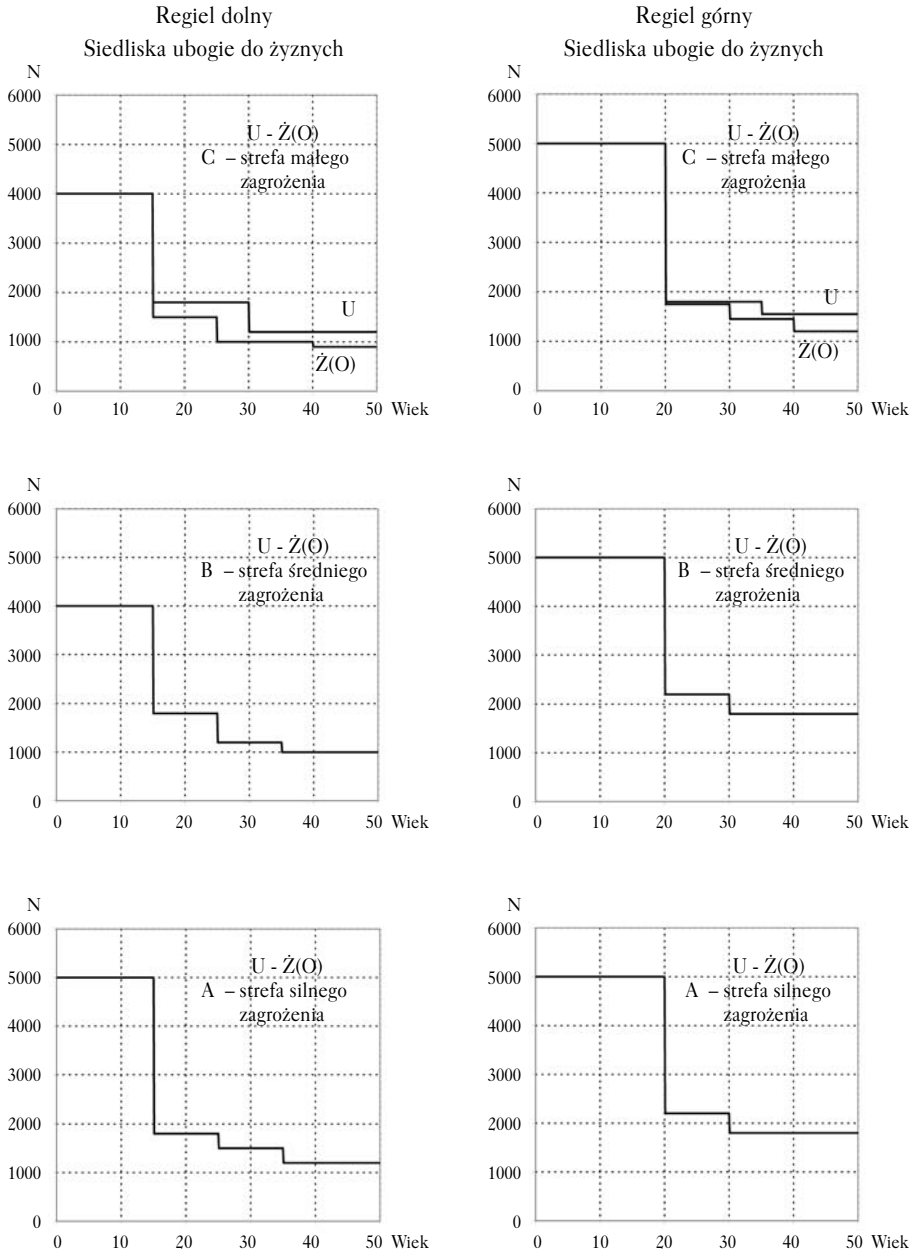 Regiel dolny
Siedliska ubogie do żyznych
N
6000
5000
4000
3000
2000
1000
0
U - Ż(O)
C – strefa małego
zagrożenia
U
Ż(O)
0 10 20 30 40 50 Wiek
Regiel górny
Siedliska ubogie do żyznych
N
6000
5000
4000
3000
2000
1000
0
U - Ż(O)
C – strefa małego
zagrożenia
U
Ż(O)
0 10 20 30 40 50 Wiek
N
6000
5000
4000
3000
2000
1000
0
U - Ż(O)
B – strefa średniego
zagrożenia
0 10 20 30 40 50 Wiek
N
6000
5000
4000
3000
2000
1000
0
U - Ż(O)
B – strefa średniego
zagrożenia
0 10 20 30 40 50 Wiek
N
6000
5000
4000
3000
2000
1000
0
U - Ż(O)
A – strefa silnego
zagrożenia
0 10 20 30 40 50 Wiek
N
6000
5000
4000
3000
2000
1000
0
U - Ż(O)
A – strefa silnego
zagrożenia
0 10 20 30 40 50 Wiek